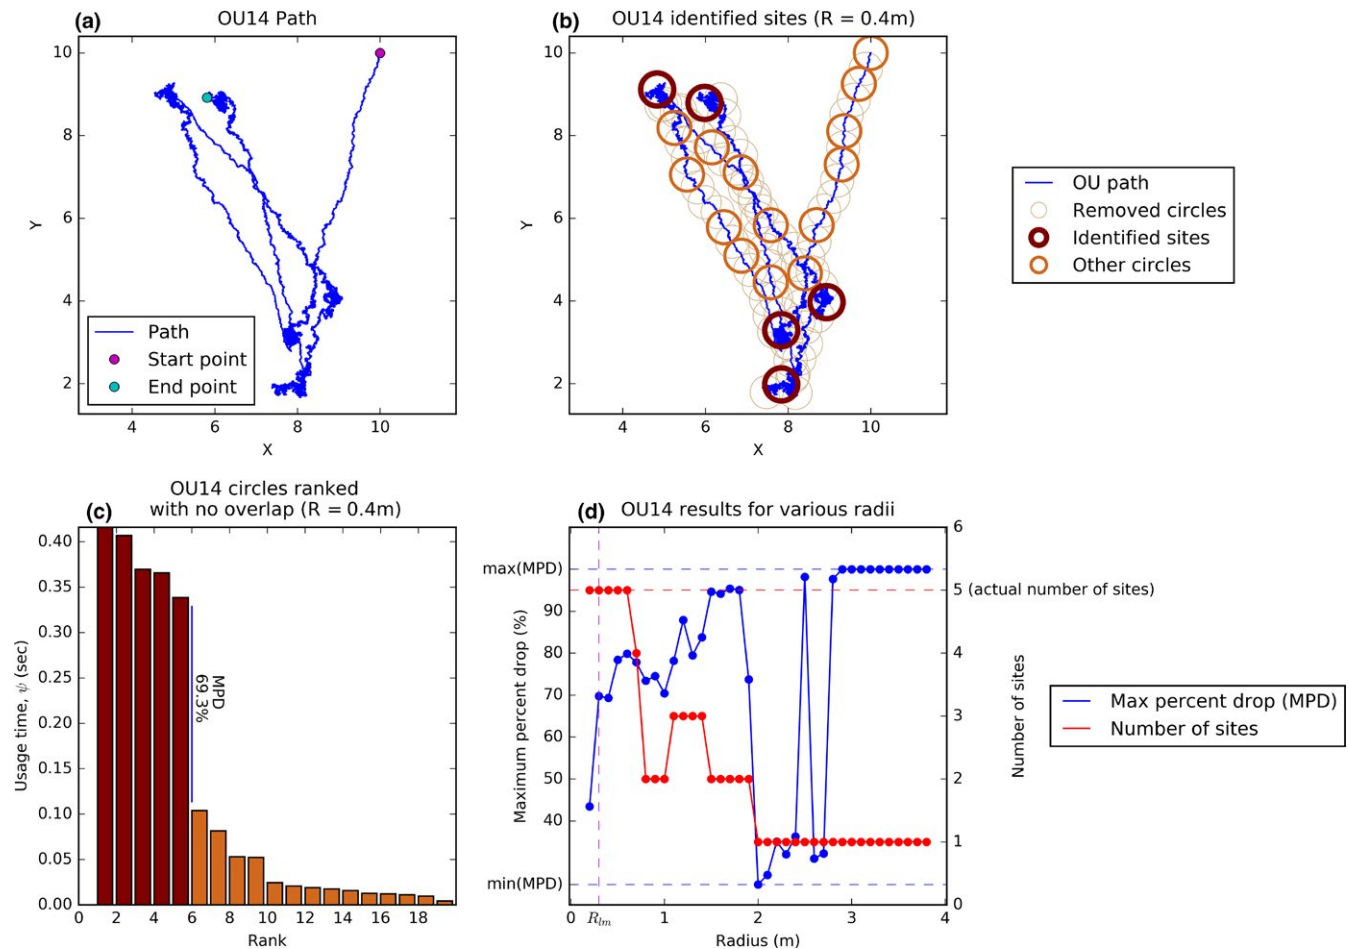 (a) OU14 Path
10
8
6
4
2
Y
4 6 8 10
X
Path
Start point
End point
(b) OU14 identified sites (R = 0.4m)
10
8
6
4
2
Y
4 6 8 10
X
OU path
Removed circles
Identified sites
Other circles
(c) OU14 circles ranked
with no overlap (R = 0.4m)
0.40
0.35
0.30
0.25
0.20
0.15
0.10
0.05
0.00
Usage time, ψ (sec)
MPD
69.3%
0 2 4 6 8 10 12 14 16 18
Rank
(d) OU14 results for various radii
max(MPD)
90
80
70
60
50
40
min(MPD)
Maximum percent drop (%)
6
5 (actual number of sites)
4
3
2
1
0
Number of sites
0 R_lm 1 2 3 4
Radius (m)
Max percent drop (MPD)
Number of sites